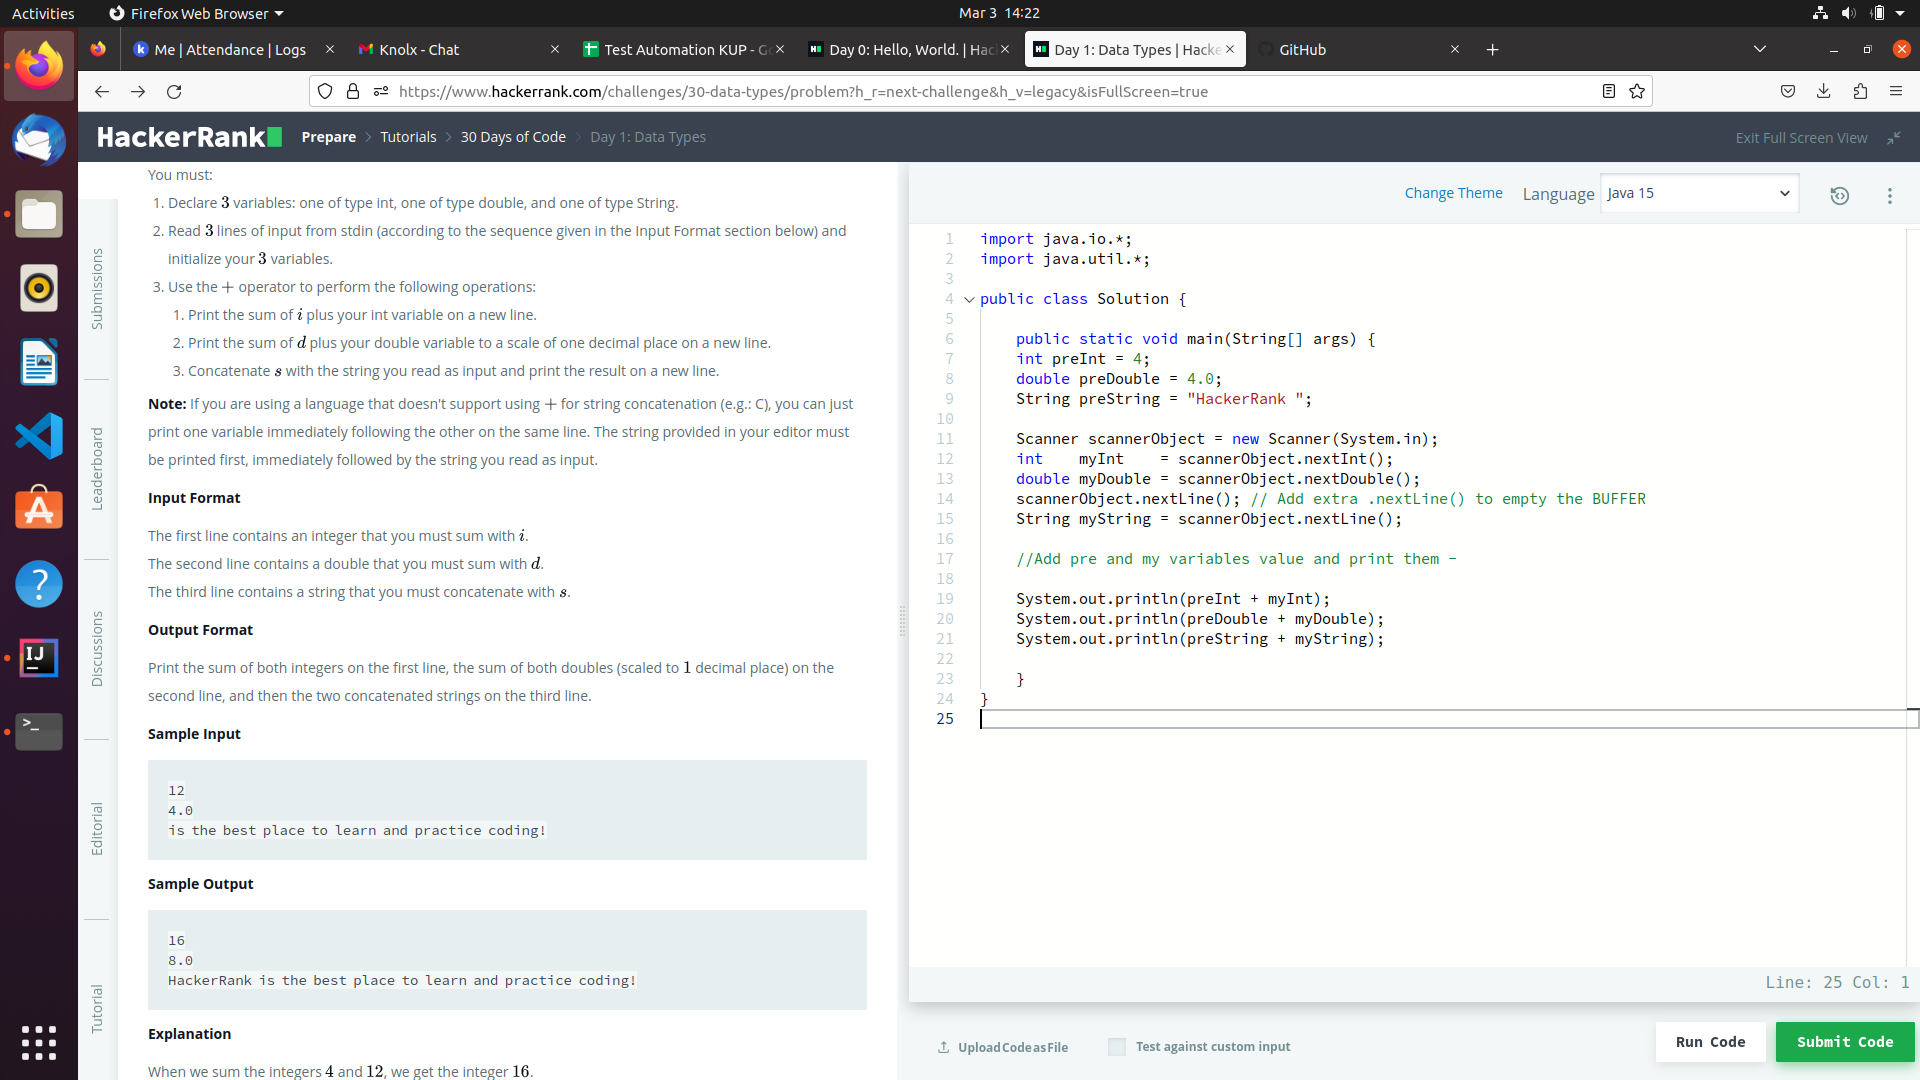 Activities
Firefox Web Browser
Mar 3 14:22
Me | Attendance | Logs
Knolx - Chat
Test Automation KUP - Go
Day 0: Hello, World. | Hac
Day 1: Data Types | Hacke
GitHub
https://www.hackerrank.com/challenges/30-data-types/problem?h_r=next-challenge&h_v=legacy&isFullScreen=true
HackerRank
Prepare > Tutorials > 30 Days of Code > Day 1: Data Types
Exit Full Screen View
Submissions
Leaderboard
Discussions
Editorial
Tutorial
You must:
1. Declare 3 variables: one of type int, one of type double, and one of type String.
2. Read 3 lines of input from stdin (according to the sequence given in the Input Format section below) and
initialize your 3 variables.
3. Use the + operator to perform the following operations:
1. Print the sum of i plus your int variable on a new line.
2. Print the sum of d plus your double variable to a scale of one decimal place on a new line.
3. Concatenate s with the string you read as input and print the result on a new line.
Note: If you are using a language that doesn't support using + for string concatenation (e.g.: C), you can just
print one variable immediately following the other on the same line. The string provided in your editor must
be printed first, immediately followed by the string you read as input.
Input Format
The first line contains an integer that you must sum with i.
The second line contains a double that you must sum with d.
The third line contains a string that you must concatenate with s.
Output Format
Print the sum of both integers on the first line, the sum of both doubles (scaled to 1 decimal place) on the
second line, and then the two concatenated strings on the third line.
Sample Input
12
4.0
is the best place to learn and practice coding!
Sample Output
16
8.0
HackerRank is the best place to learn and practice coding!
Explanation
When we sum the integers 4 and 12, we get the integer 16.
Change Theme
Language
Java 15
1 import java.io.*;
2 import java.util.*;
3
4 public class Solution {
5
6 public static void main(String[] args) {
7 int preInt = 4;
8 double preDouble = 4.0;
9 String preString = "HackerRank ";
10
11 Scanner scannerObject = new Scanner(System.in);
12 int myInt = scannerObject.nextInt();
13 double myDouble = scannerObject.nextDouble();
14 scannerObject.nextLine(); // Add extra .nextLine() to empty the BUFFER
15 String myString = scannerObject.nextLine();
16
17 //Add pre and my variables value and print them -
18
19 System.out.println(preInt + myInt);
20 System.out.println(preDouble + myDouble);
21 System.out.println(preString + myString);
22
23 }
24 }
25
Line: 25 Col: 1
Upload Code as File
Test against custom input
Run Code
Submit Code
IJ